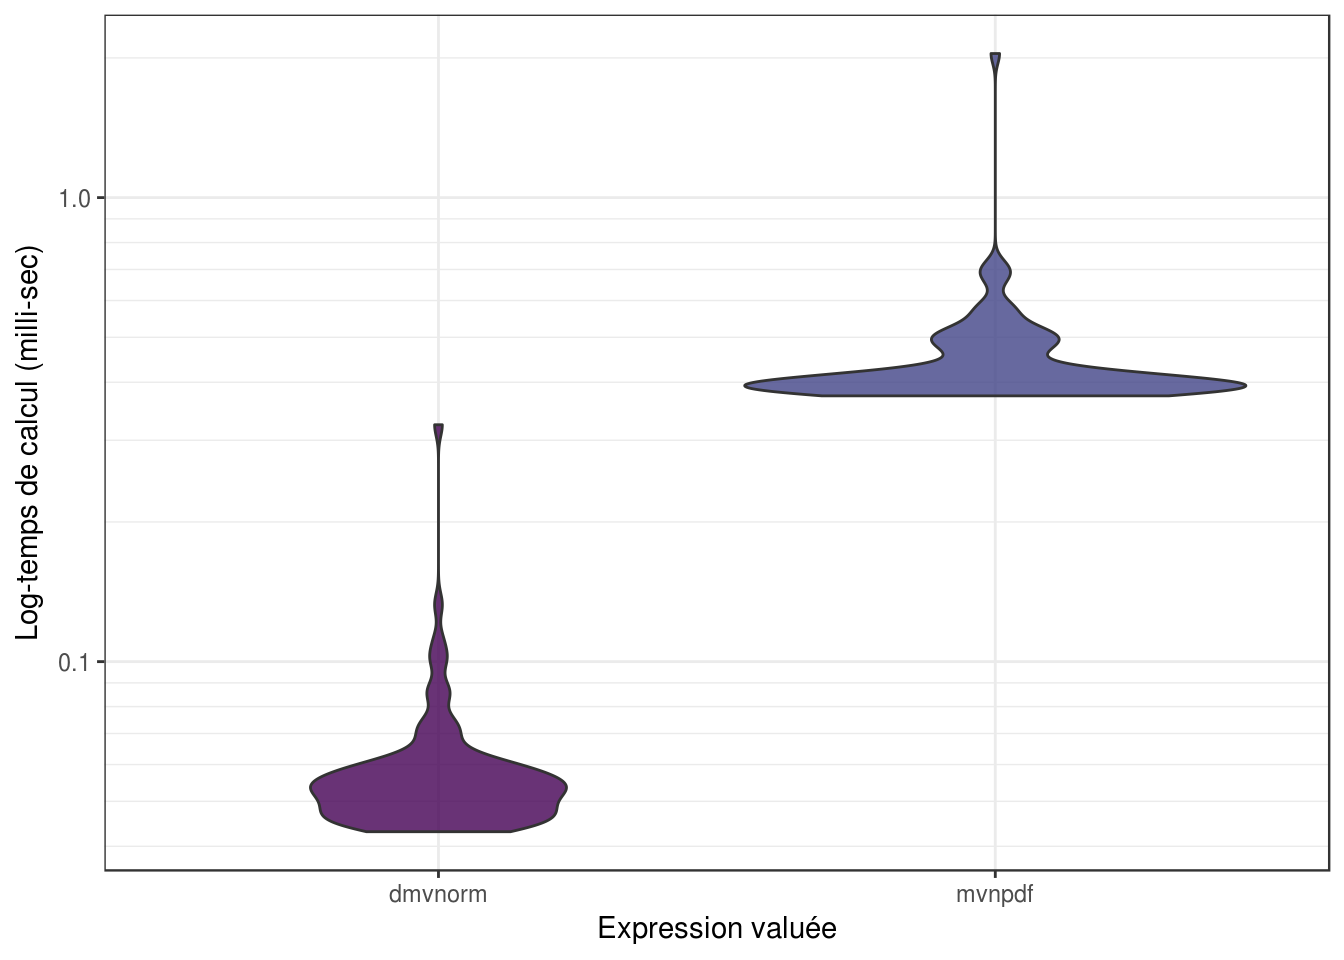 Log-temps de calcul (milli-sec)
1.0
0.1
dmvnorm mvnpdf
Expression valuée